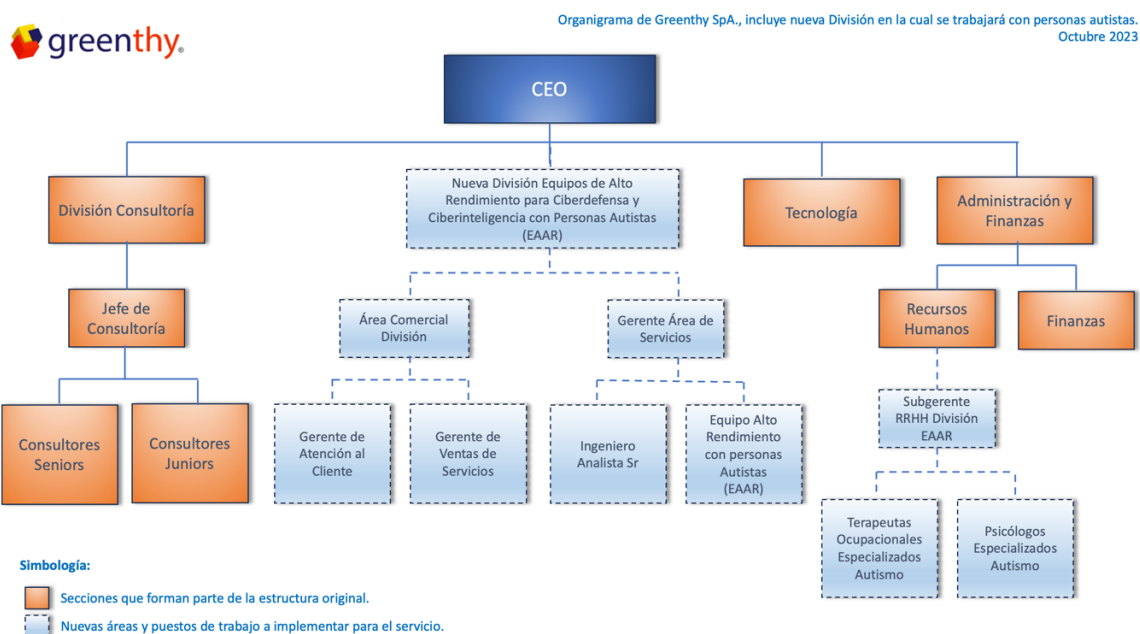 greenthy®
Organigrama de Greenthy SpA., incluye nueva División en la cual se trabajará con personas autistas.
Octubre 2023
CEO
División Consultoría
Nueva División Equipos de Alto
Rendimiento para Ciberdefensa y
Ciberinteligencia con Personas Autistas
(EAAR)
Tecnología
Administración y
Finanzas
Jefe de
Consultoría
Área Comercial
División
Gerente Área de
Servicios
Recursos
Humanos
Finanzas
Consultores
Seniors
Consultores
Juniors
Gerente de
Atención al
Cliente
Gerente de
Ventas de
Servicios
Ingeniero
Analista Sr
Equipo Alto
Rendimiento
con personas
Autistas
(EAAR)
Subgerente
RRHH División
EAAR
Terapeutas
Ocupacionales
Especializados
Autismo
Psicólogos
Especializados
Autismo
Simbología:
Secciones que forman parte de la estructura original.
Nuevas áreas y puestos de trabajo a implementar para el servicio.